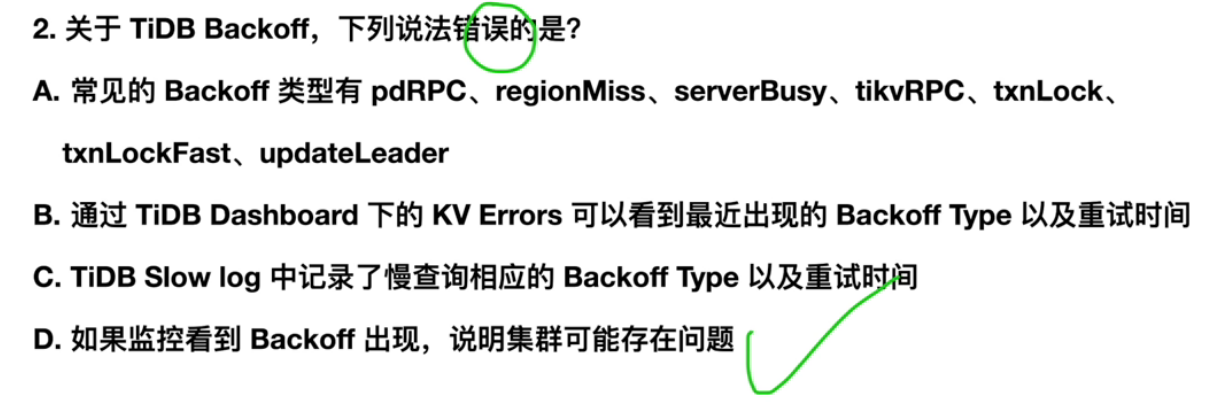 2. 关于 TiDB Backoff，下列说法错误的是？
A. 常见的 Backoff 类型有 pdRPC、regionMiss、serverBusy、tikvRPC、txnLock、
txnLockFast、updateLeader
B. 通过 TiDB Dashboard 下的 KV Errors 可以看到最近出现的 Backoff Type 以及重试时间
C. TiDB Slow log 中记录了慢查询相应的 Backoff Type 以及重试时间
D. 如果监控看到 Backoff 出现，说明集群可能存在问题